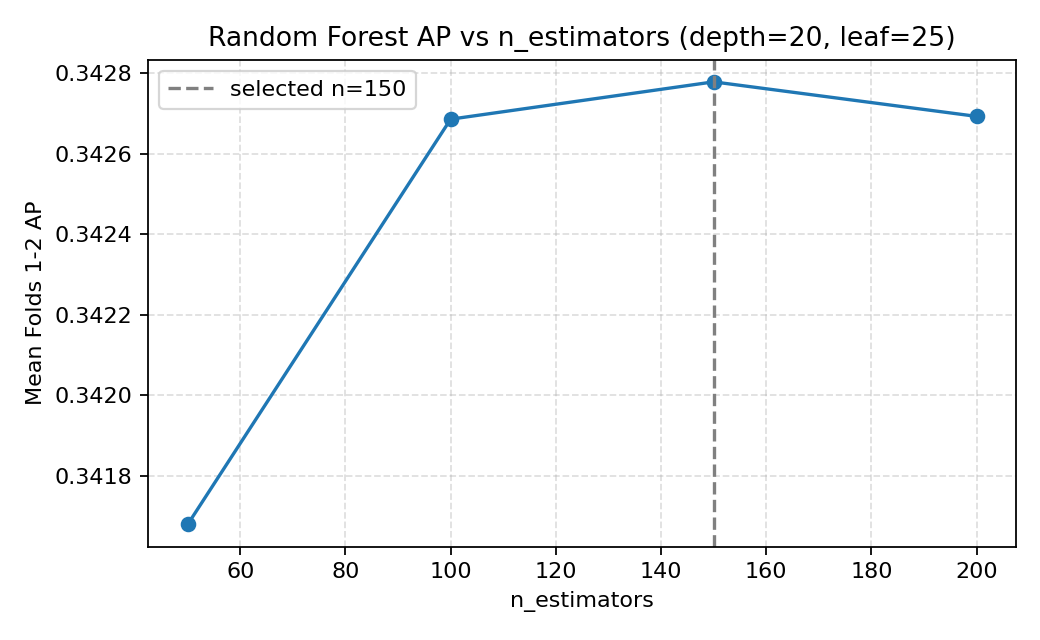 Random Forest AP vs n_estimators (depth=20, leaf=25)
selected n=150
Mean Folds 1-2 AP
0.3428
0.3426
0.3424
0.3422
0.3420
0.3418
60 80 100 120 140 160 180 200
n_estimators